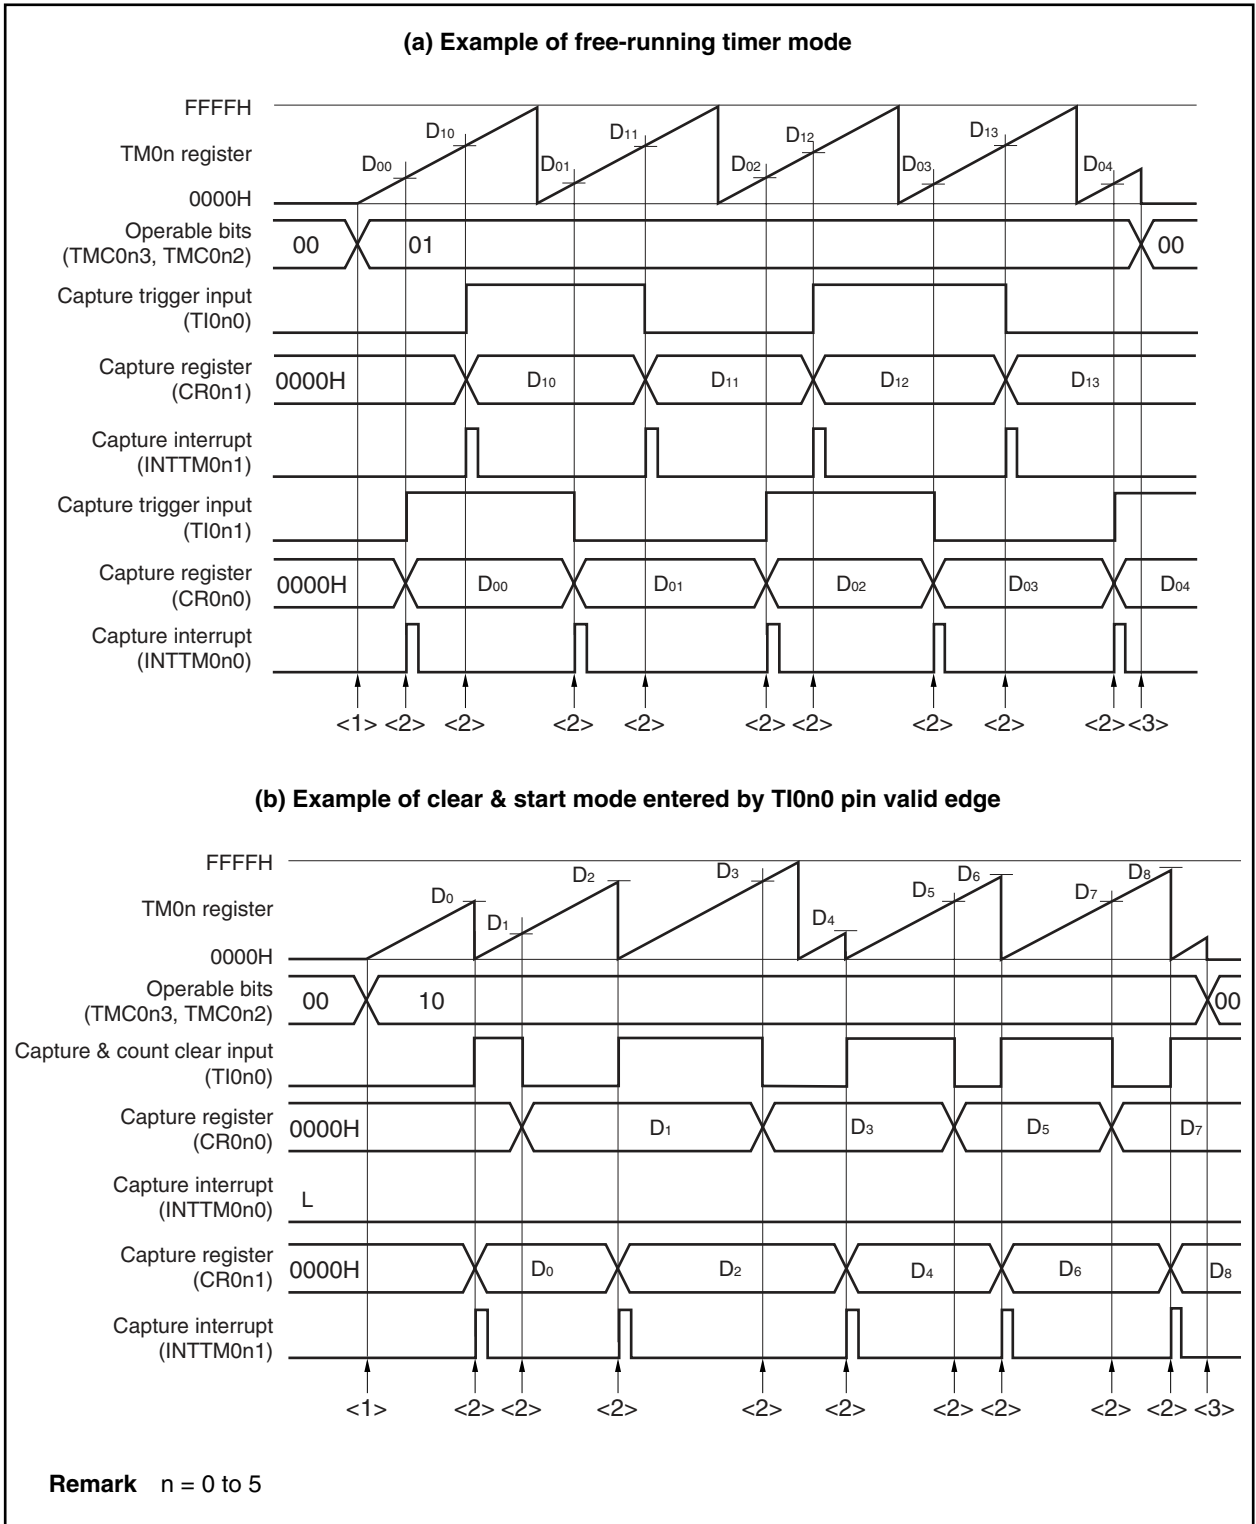 (a) Example of free-running timer mode
FFFFH
TM0n register
0000H
D10 D11 D12 D13
D00 D01 D02 D03 D04
Operable bits
(TMC0n3, TMC0n2)
00 01 00
Capture trigger input
(TI0n0)
Capture register
(CR0n1)
0000H D10 D11 D12 D13
Capture interrupt
(INTTM0n1)
Capture trigger input
(TI0n1)
Capture register
(CR0n0)
0000H D00 D01 D02 D03 D04
Capture interrupt
(INTTM0n0)
<1> <2> <2> <2> <2> <2> <2> <2> <2> <2> <3>
(b) Example of clear & start mode entered by TI0n0 pin valid edge
FFFFH
TM0n register
0000H
D0 D1 D2 D3 D4 D5 D6 D7 D8
Operable bits
(TMC0n3, TMC0n2)
00 10 00
Capture & count clear input
(TI0n0)
Capture register
(CR0n0)
0000H D1 D3 D5 D7
Capture interrupt
(INTTM0n0)
L
Capture register
(CR0n1)
0000H D0 D2 D4 D6 D8
Capture interrupt
(INTTM0n1)
<1> <2> <2> <2> <2> <2> <2> <2> <2> <2> <3>
Remark n = 0 to 5